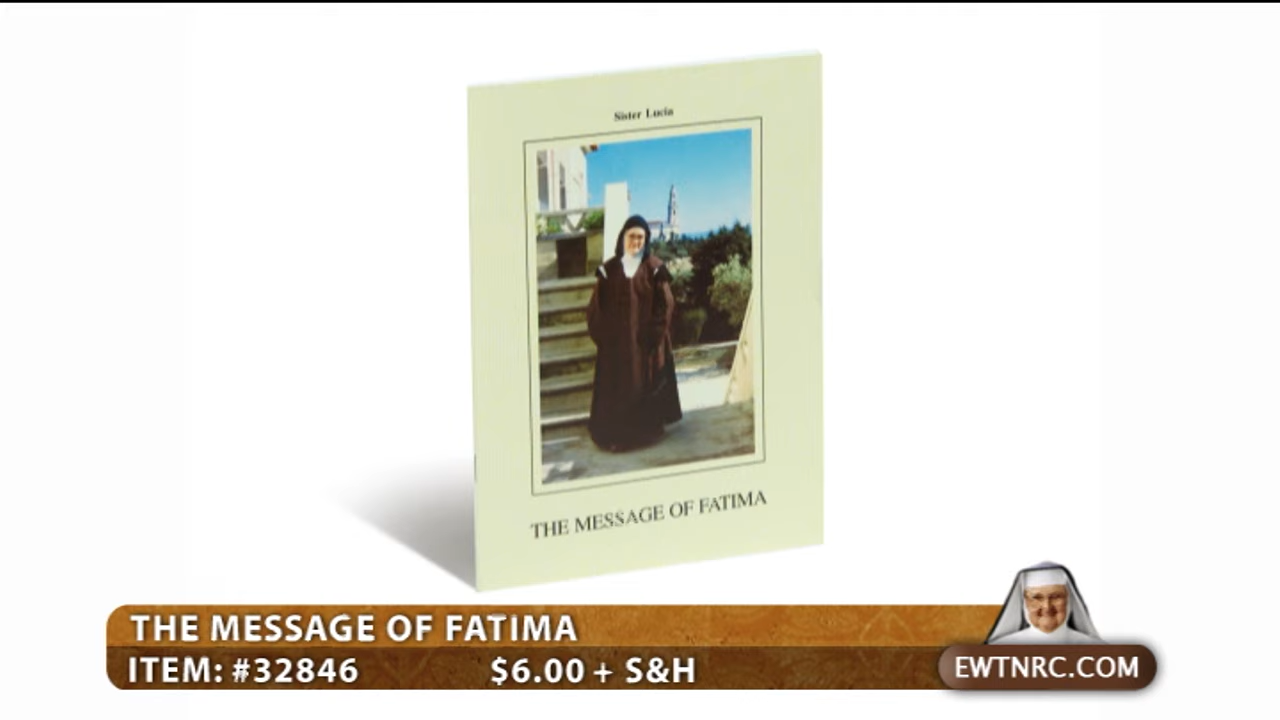 Sister Lucia
THE MESSAGE OF FATIMA
THE MESSAGE OF FATIMA
ITEM: #32846 $6.00 + S&H
EWTNRC.COM